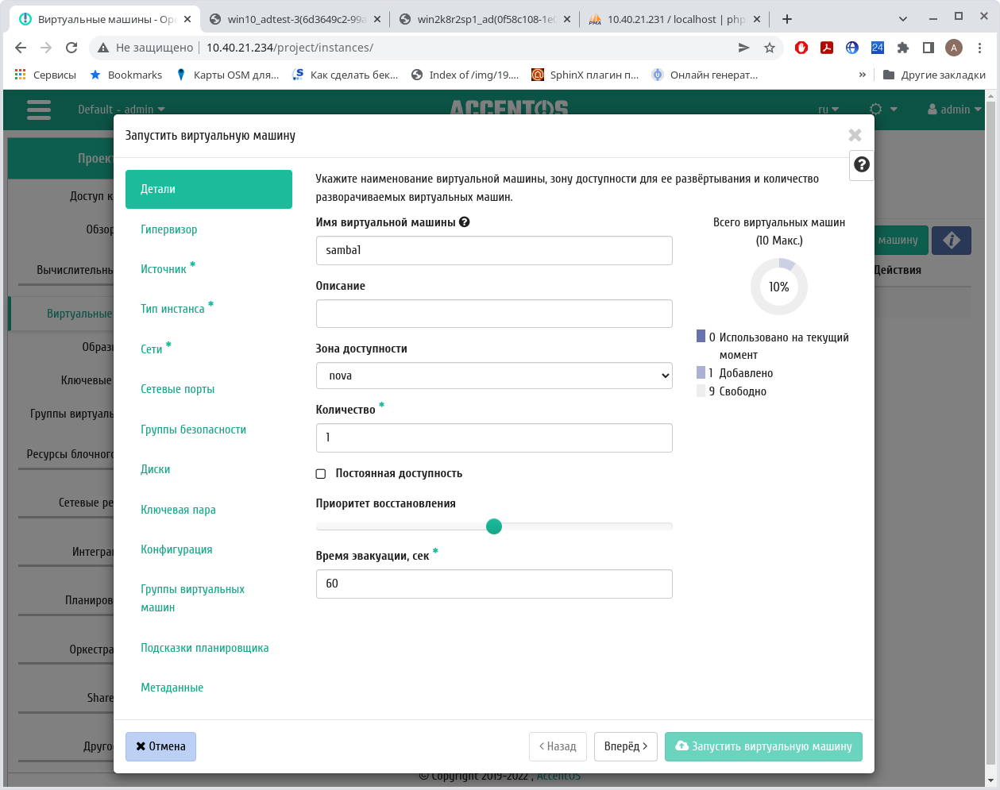 Виртуальные машины - Ope
win10_adtest-3(6d3649c2-99a
win2k8r2sp1_ad(0f58c108-1e0
10.40.21.231 / localhost | php
Не защищено
10.40.21.234/project/instances/
24
A
Сервисы
Bookmarks
Карты OSM для...
Как сделать бек...
Index of /img/19....
SphinX плагин п...
Онлайн генерат...
»
Другие закладки
Default - admin
ACCENTOS
ru
admin
Запустить виртуальную машину
Проек
Доступ к
Обзор
Вычислительны
Виртуальные
Образ
Ключевые
Группы виртуаль
Ресурсы блочного
Сетевые ре
Интеграц
Планиров
Оркестра
Share
Друго
машину
Действия
Детали
Гипервизор
Источник *
Тип инстанса *
Сети *
Сетевые порты
Группы безопасности
Диски
Ключевая пара
Конфигурация
Группы виртуальных
машин
Подсказки планировщика
Метаданные
Укажите наименование виртуальной машины, зону доступности для ее развёртывания и количество
разворачиваемых виртуальных машин.
Имя виртуальной машины
samba1
Описание
Зона доступности
nova
Количество *
1
Постоянная доступность
Приоритет восстановления
Время эвакуации, сек *
60
Всего виртуальных машин
(10 Макс.)
10%
0 Использовано на текущий
момент
1 Добавлено
9 Свободно
Отмена
< Назад
Вперёд >
Запустить виртуальную машину
© Copyright 2019-2022 , AccentOS